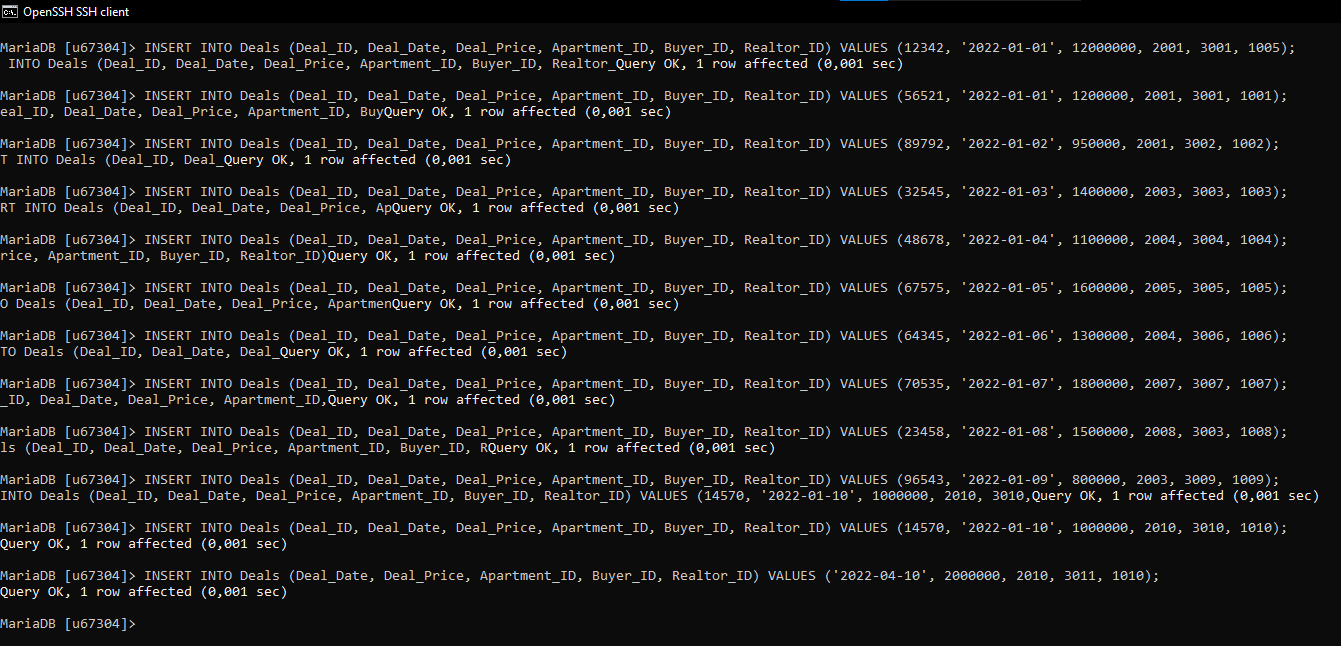 OpenSSH SSH client
MariaDB [u67304]> INSERT INTO Deals (Deal_ID, Deal_Date, Deal_Price, Apartment_ID, Buyer_ID, Realtor_ID) VALUES (12342, '2022-01-01', 12000000, 2001, 3001, 1005);
INTO Deals (Deal_ID, Deal_Date, Deal_Price, Apartment_ID, Buyer_ID, Realtor_Query OK, 1 row affected (0,001 sec)
MariaDB [u67304]> INSERT INTO Deals (Deal_ID, Deal_Date, Deal_Price, Apartment_ID, Buyer_ID, Realtor_ID) VALUES (56521, '2022-01-01', 1200000, 2001, 3001, 1001);
eal_ID, Deal_Date, Deal_Price, Apartment_ID, BuyQuery OK, 1 row affected (0,001 sec)
MariaDB [u67304]> INSERT INTO Deals (Deal_ID, Deal_Date, Deal_Price, Apartment_ID, Buyer_ID, Realtor_ID) VALUES (89792, '2022-01-02', 950000, 2001, 3002, 1002);
T INTO Deals (Deal_ID, Deal_Query OK, 1 row affected (0,001 sec)
MariaDB [u67304]> INSERT INTO Deals (Deal_ID, Deal_Date, Deal_Price, Apartment_ID, Buyer_ID, Realtor_ID) VALUES (32545, '2022-01-03', 1400000, 2003, 3003, 1003);
RT INTO Deals (Deal_ID, Deal_Date, Deal_Price, ApQuery OK, 1 row affected (0,001 sec)
MariaDB [u67304]> INSERT INTO Deals (Deal_ID, Deal_Date, Deal_Price, Apartment_ID, Buyer_ID, Realtor_ID) VALUES (48678, '2022-01-04', 1100000, 2004, 3004, 1004);
rice, Apartment_ID, Buyer_ID, Realtor_ID)Query OK, 1 row affected (0,001 sec)
MariaDB [u67304]> INSERT INTO Deals (Deal_ID, Deal_Date, Deal_Price, Apartment_ID, Buyer_ID, Realtor_ID) VALUES (67575, '2022-01-05', 1600000, 2005, 3005, 1005);
O Deals (Deal_ID, Deal_Date, Deal_Price, ApartmenQuery OK, 1 row affected (0,001 sec)
MariaDB [u67304]> INSERT INTO Deals (Deal_ID, Deal_Date, Deal_Price, Apartment_ID, Buyer_ID, Realtor_ID) VALUES (64345, '2022-01-06', 1300000, 2004, 3006, 1006);
TO Deals (Deal_ID, Deal_Date, Deal_Query OK, 1 row affected (0,001 sec)
MariaDB [u67304]> INSERT INTO Deals (Deal_ID, Deal_Date, Deal_Price, Apartment_ID, Buyer_ID, Realtor_ID) VALUES (70535, '2022-01-07', 1800000, 2007, 3007, 1007);
_ID, Deal_Date, Deal_Price, Apartment_ID,Query OK, 1 row affected (0,001 sec)
MariaDB [u67304]> INSERT INTO Deals (Deal_ID, Deal_Date, Deal_Price, Apartment_ID, Buyer_ID, Realtor_ID) VALUES (23458, '2022-01-08', 1500000, 2008, 3003, 1008);
ls (Deal_ID, Deal_Date, Deal_Price, Apartment_ID, Buyer_ID, RQuery OK, 1 row affected (0,001 sec)
MariaDB [u67304]> INSERT INTO Deals (Deal_ID, Deal_Date, Deal_Price, Apartment_ID, Buyer_ID, Realtor_ID) VALUES (96543, '2022-01-09', 800000, 2003, 3009, 1009);
INTO Deals (Deal_ID, Deal_Date, Deal_Price, Apartment_ID, Buyer_ID, Realtor_ID) VALUES (14570, '2022-01-10', 1000000, 2010, 3010,Query OK, 1 row affected (0,001 sec)
MariaDB [u67304]> INSERT INTO Deals (Deal_ID, Deal_Date, Deal_Price, Apartment_ID, Buyer_ID, Realtor_ID) VALUES (14570, '2022-01-10', 1000000, 2010, 3010, 1010);
Query OK, 1 row affected (0,001 sec)
MariaDB [u67304]> INSERT INTO Deals (Deal_Date, Deal_Price, Apartment_ID, Buyer_ID, Realtor_ID) VALUES ('2022-04-10', 2000000, 2010, 3011, 1010);
Query OK, 1 row affected (0,001 sec)
MariaDB [u67304]>